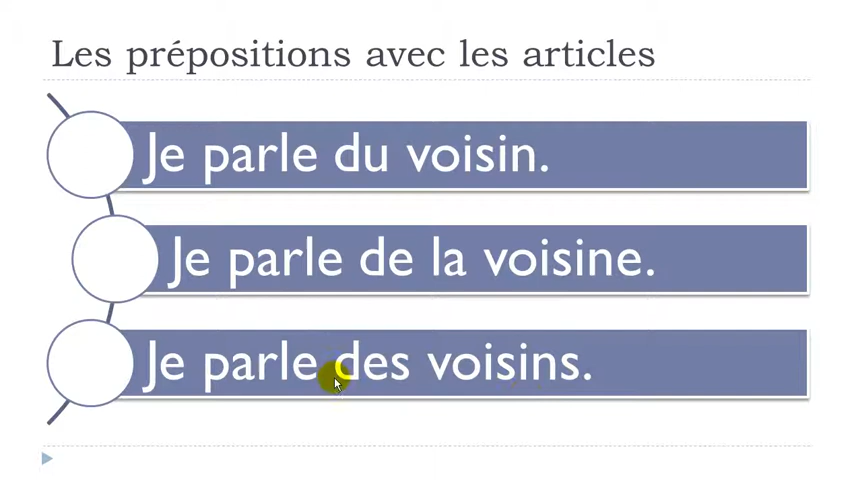 Les prépositions avec les articles
Je parle du voisin.
Je parle de la voisine.
Je parle des voisins.